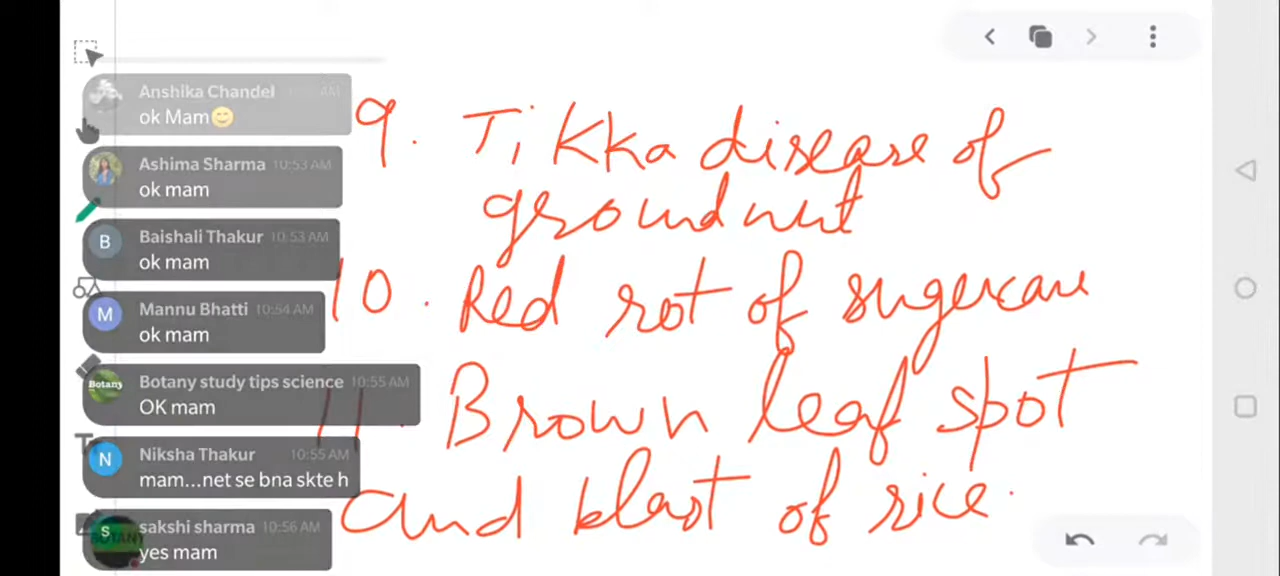 Anshika Chandel AM
ok Mam😊
Ashima Sharma 10:53 AM
ok mam
Baishali Thakur 10:53 AM
ok mam
Mannu Bhatti 10:54 AM
ok mam
Botany
Botany study tips science 10:55 AM
OK mam
N
Niksha Thakur 10:55 AM
mam...net se bna skte h
S
BOTANY
sakshi sharma 10:56 AM
yes mam
B
M
T
9. Tikka disease of
groundnut
10. Red rot of sugercane
11. Brown leaf spot
and blast of rice.